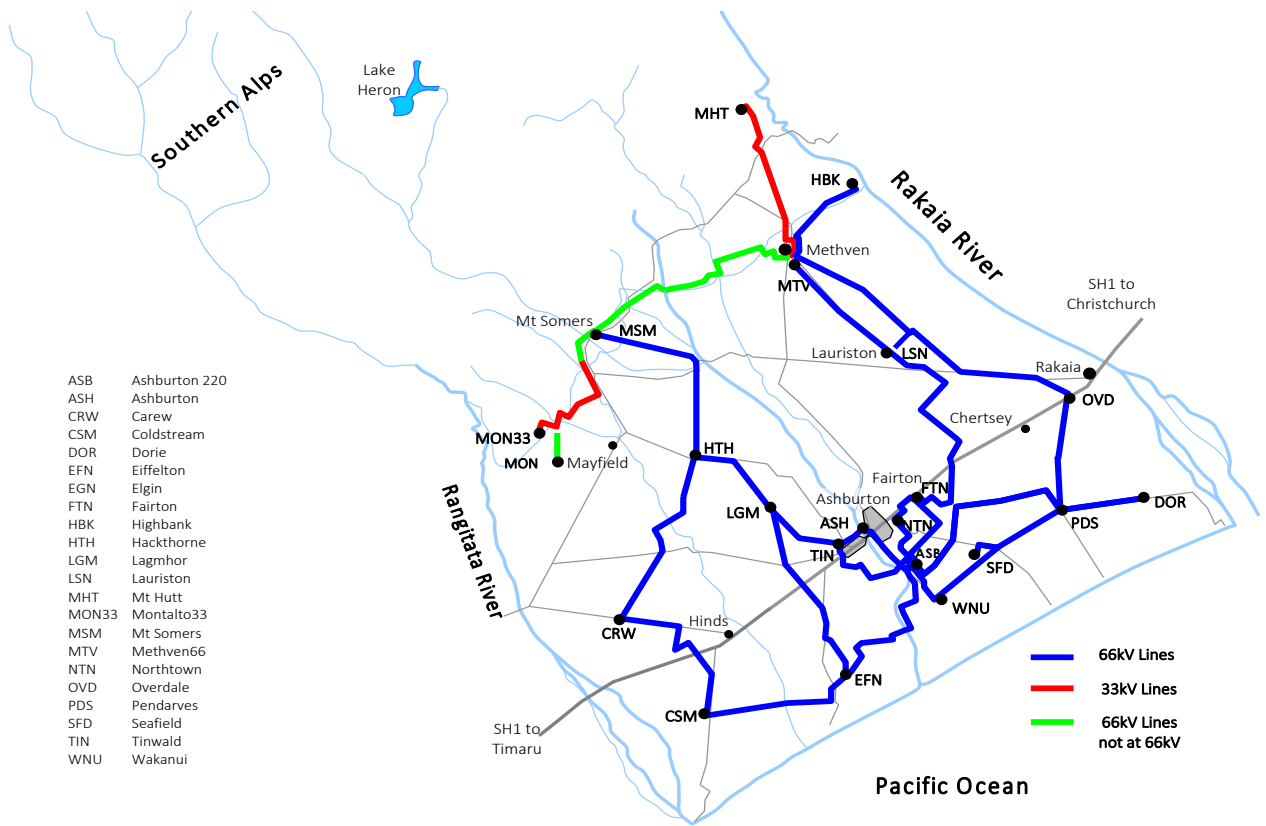 Southern Alps
Lake
Heron
MHT
HBK
Rakaia River
Methven
MTV
SH1 to
Christchurch
Mt Somers
MSM
Lauriston
LSN
Rakaia
OVD
Chertsey
MON33
MON
Mayfield
HTH
Fairton
FTN
Ashburton
LGM
ASH
NTN
DOR
PDS
TIN
ASB
SFD
WNU
Rangitata River
CRW
Hinds
EFN
CSM
SH1 to
Timaru
ASB Ashburton 220
ASH Ashburton
CRW Carew
CSM Coldstream
DOR Dorie
EFN Eiffelton
EGN Elgin
FTN Fairton
HBK Highbank
HTH Hackthorne
LGM Lagmhor
LSN Lauriston
MHT Mt Hutt
MON33 Montalto33
MSM Mt Somers
MTV Methven66
NTN Northtown
OVD Overdale
PDS Pendarves
SFD Seafield
TIN Tinwald
WNU Wakanui
66kV Lines
33kV Lines
66kV Lines
not at 66kV
Pacific Ocean